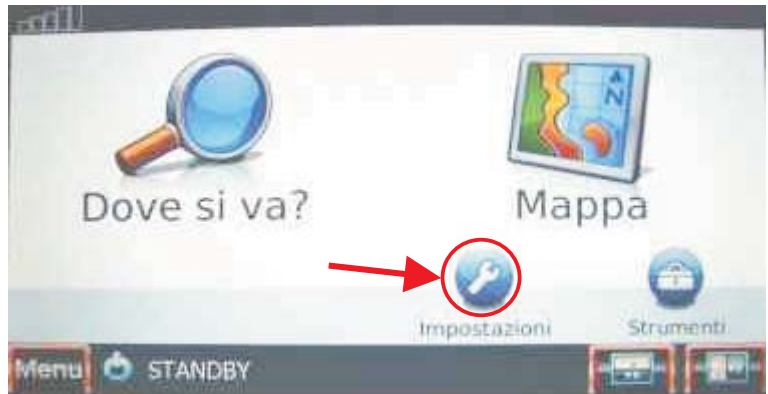 Dove si va?
Mappa
Impostazioni
Strumenti
Menu
STANDBY